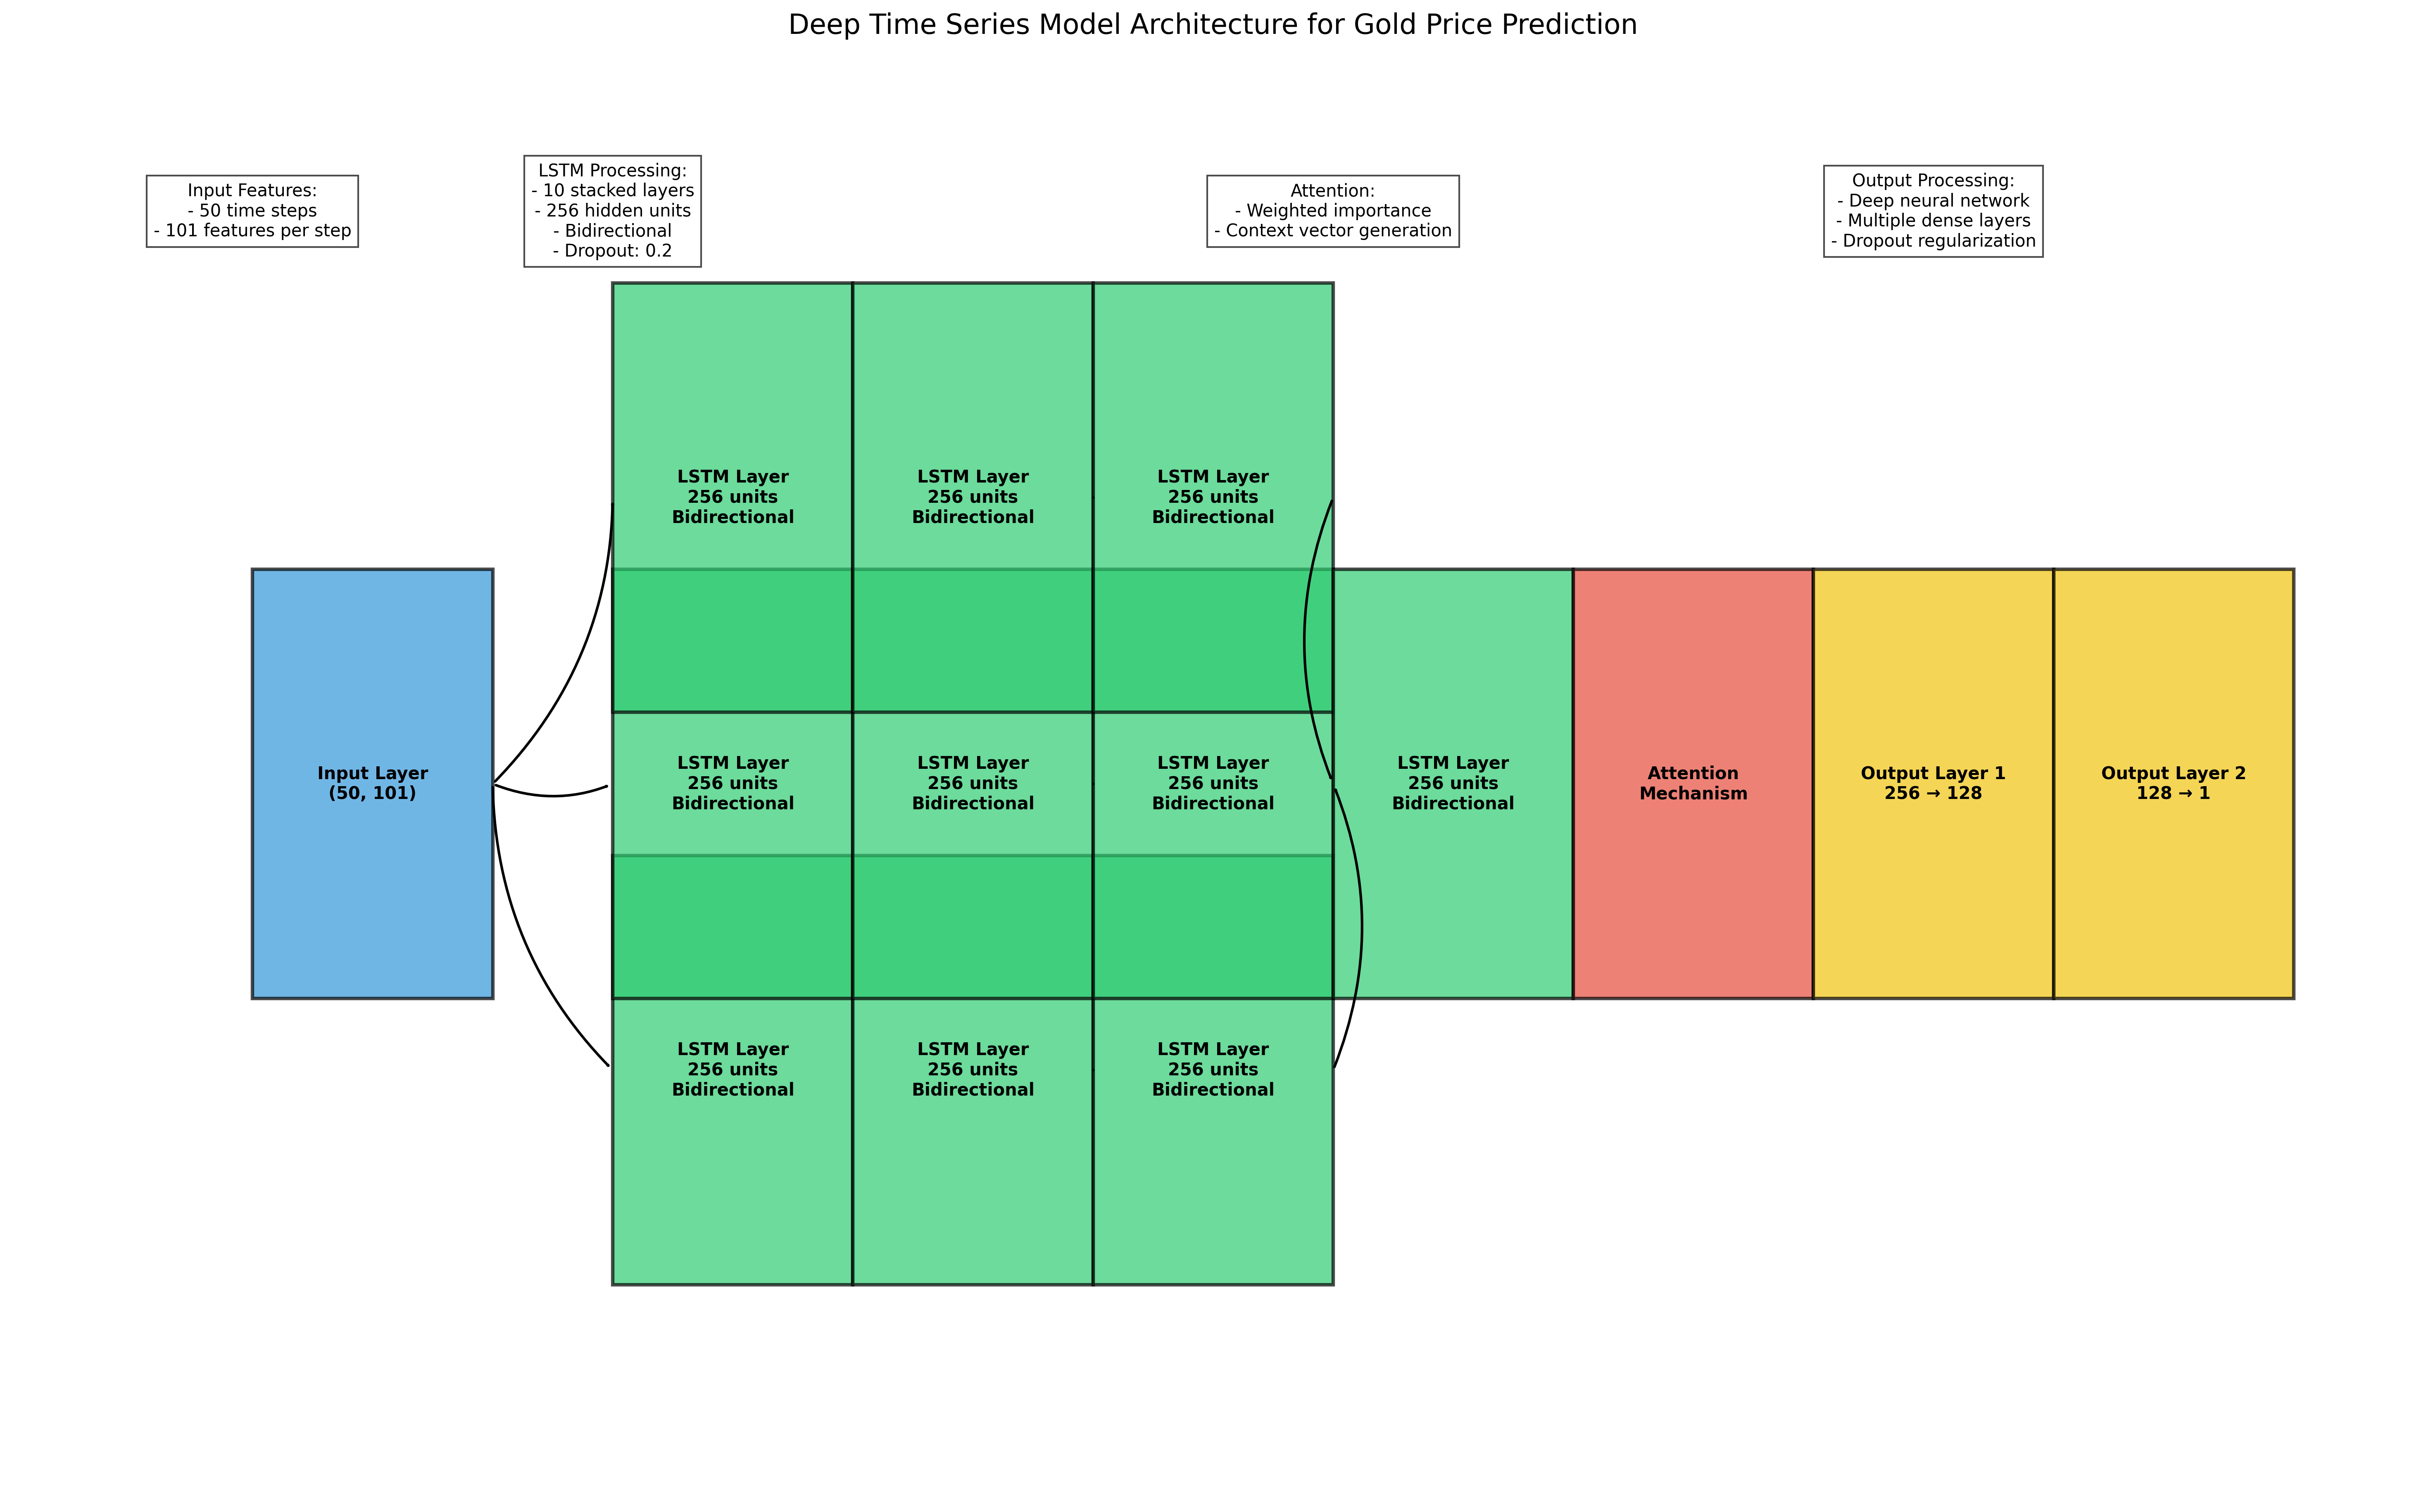 Deep Time Series Model Architecture for Gold Price Prediction
Input Features:
- 50 time steps
- 101 features per step
LSTM Processing:
- 10 stacked layers
- 256 hidden units
- Bidirectional
- Dropout: 0.2
Attention:
- Weighted importance
- Context vector generation
Output Processing:
- Deep neural network
- Multiple dense layers
- Dropout regularization
LSTM Layer
256 units
Bidirectional
LSTM Layer
256 units
Bidirectional
LSTM Layer
256 units
Bidirectional
Input Layer
(50, 101)
LSTM Layer
256 units
Bidirectional
LSTM Layer
256 units
Bidirectional
LSTM Layer
256 units
Bidirectional
LSTM Layer
256 units
Bidirectional
Attention
Mechanism
Output Layer 1
256 → 128
Output Layer 2
128 → 1
LSTM Layer
256 units
Bidirectional
LSTM Layer
256 units
Bidirectional
LSTM Layer
256 units
Bidirectional